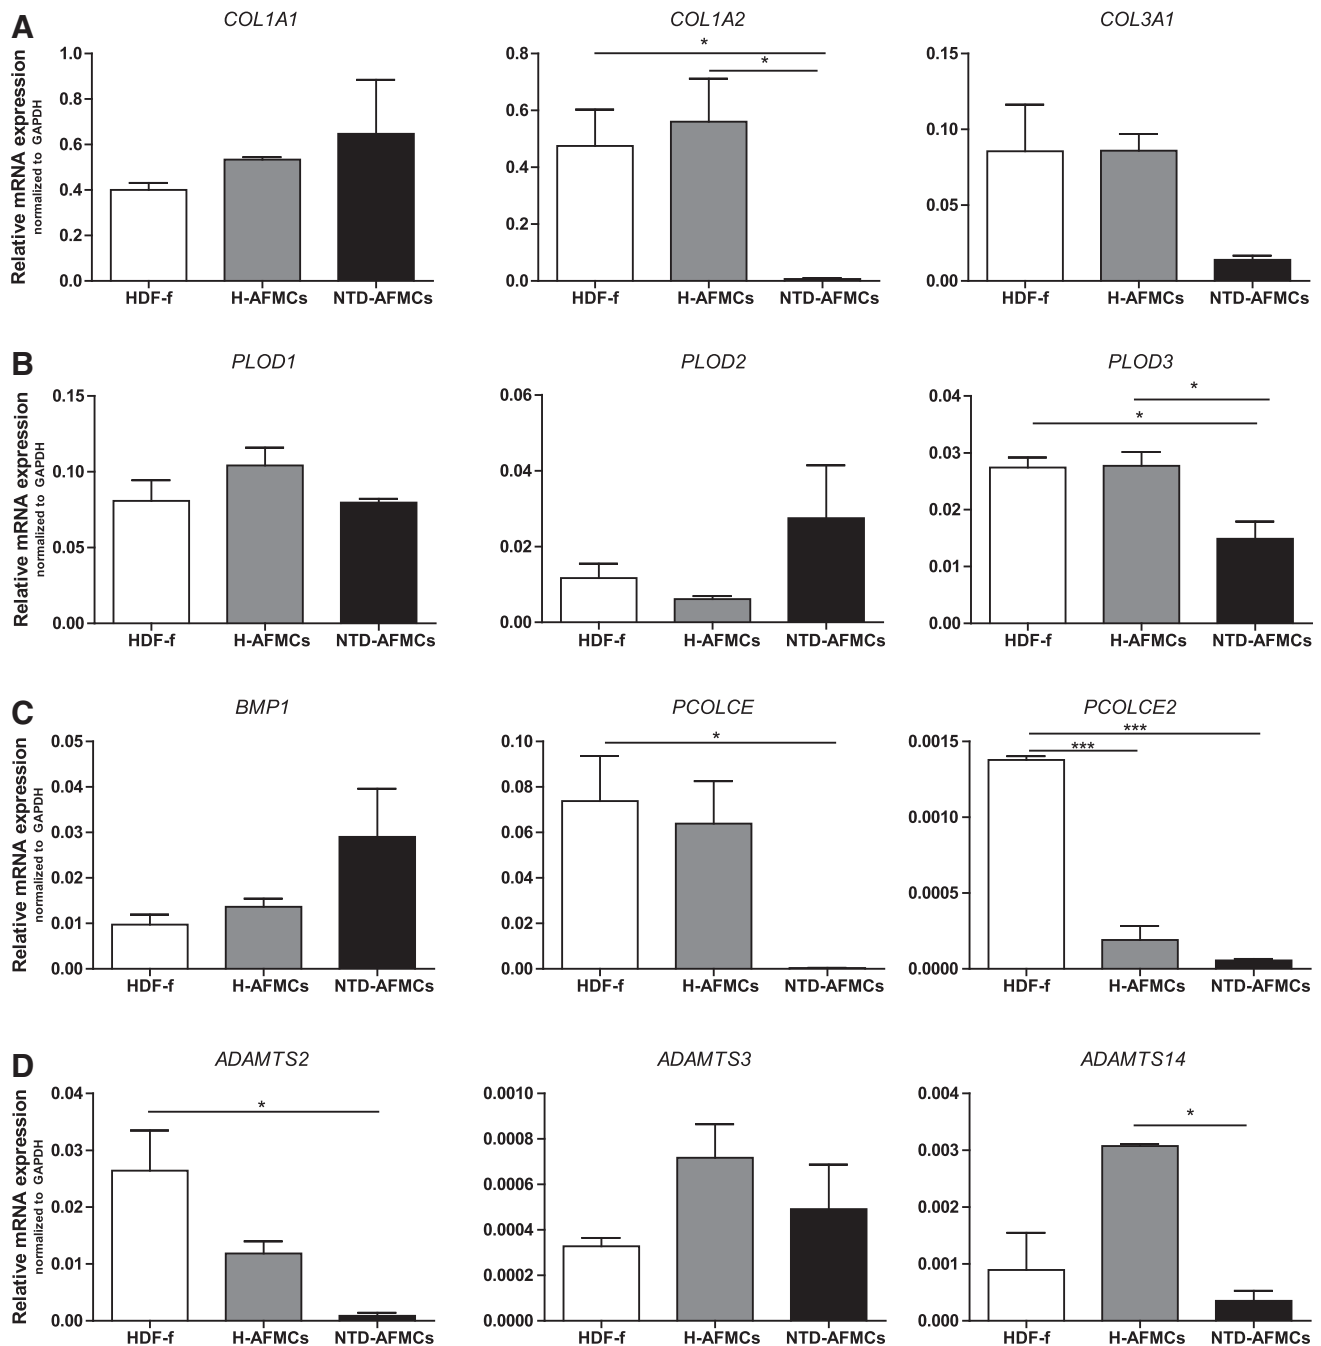 A
COL1A1
COL1A2
COL3A1
Relative mRNA expression
normalized to GAPDH
1.0
0.8
0.6
0.4
0.2
0.0
HDF-f
H-AFMCs
NTD-AFMCs
0.8
0.6
0.4
0.2
0.0
*
*
HDF-f
H-AFMCs
NTD-AFMCs
0.15
0.10
0.05
0.00
HDF-f
H-AFMCs
NTD-AFMCs
B
PLOD1
PLOD2
PLOD3
Relative mRNA expression
normalized to GAPDH
0.15
0.10
0.05
0.00
HDF-f
H-AFMCs
NTD-AFMCs
0.06
0.04
0.02
0.00
HDF-f
H-AFMCs
NTD-AFMCs
0.04
0.03
0.02
0.01
0.00
*
*
HDF-f
H-AFMCs
NTD-AFMCs
C
BMP1
PCOLCE
PCOLCE2
Relative mRNA expression
normalized to GAPDH
0.05
0.04
0.03
0.02
0.01
0.00
HDF-f
H-AFMCs
NTD-AFMCs
0.10
0.08
0.06
0.04
0.02
0.00
*
HDF-f
H-AFMCs
NTD-AFMCs
0.0015
0.0010
0.0005
0.0000
***
***
HDF-f
H-AFMCs
NTD-AFMCs
D
ADAMTS2
ADAMTS3
ADAMTS14
Relative mRNA expression
normalized to GAPDH
0.04
0.03
0.02
0.01
0.00
*
HDF-f
H-AFMCs
NTD-AFMCs
0.0010
0.0008
0.0006
0.0004
0.0002
0.0000
HDF-f
H-AFMCs
NTD-AFMCs
0.004
0.003
0.002
0.001
0.000
*
HDF-f
H-AFMCs
NTD-AFMCs